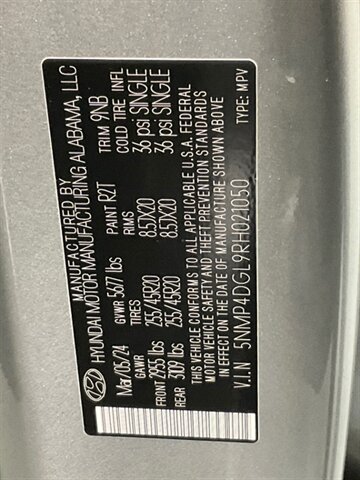 MANUFACTURED BY
HYUNDAI MOTOR MANUFACTURING ALABAMA, LLC
Mar/05/24 GVWR 5677 lbs PAINT R2T TRIM 9NB
GAWR TIRES RIMS COLD TIRE INFL
FRONT 2955 lbs 255/45R20 8.5JX20 36 psi SINGLE
REAR 3109 lbs 255/45R20 8.5JX20 36 psi SINGLE
THIS VEHICLE CONFORMS TO ALL APPLICABLE U.S.A. FEDERAL
MOTOR VEHICLE SAFETY AND THEFT PREVENTION STANDARDS
IN EFFECT ON THE DATE OF MANUFACTURE SHOWN ABOVE
V.I.N 5NMP4DGL9RH021050 TYPE: MPV